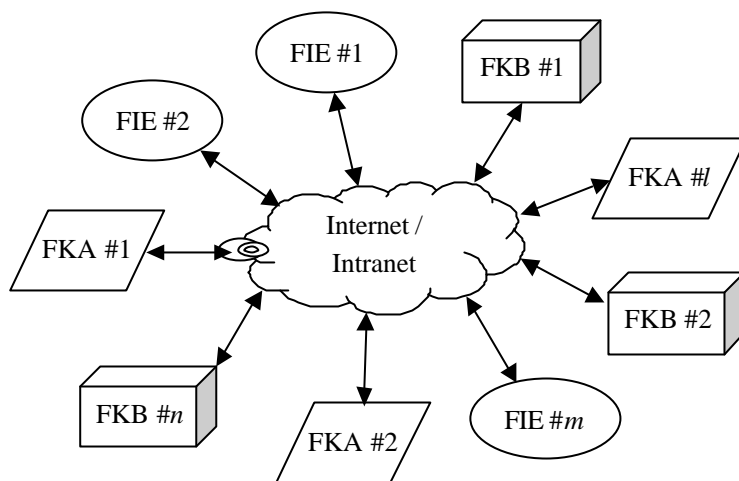 FIE #1
FKB #1
FIE #2
FKA #l
Internet /
Intranet
FKA #1
FKB #2
FKB #n
FKA #2
FIE #m